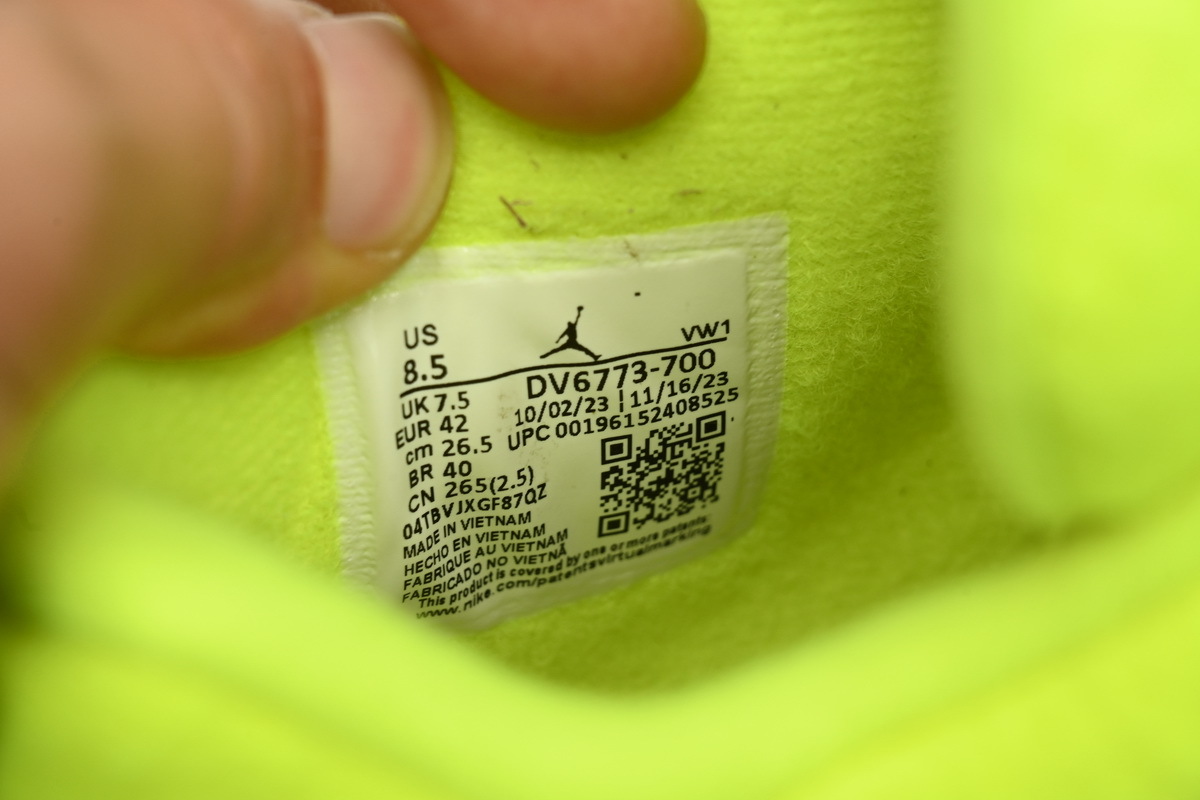 US
8.5
VW1
UK 7.5
EUR 42
cm 26.5
BR 40
CN 265(2.5)
DV6773-700
10/02/23 | 11/16/23
UPC 00196152408525
04TBVJXGF87QZ
MADE IN VIETNAM
HECHO EN VIETNAM
FABRIQUE AU VIETNAM
FABRICADO NO VIETNÃ
This product is covered by one or more patents
www.nike.com/patentsvirtualmarking